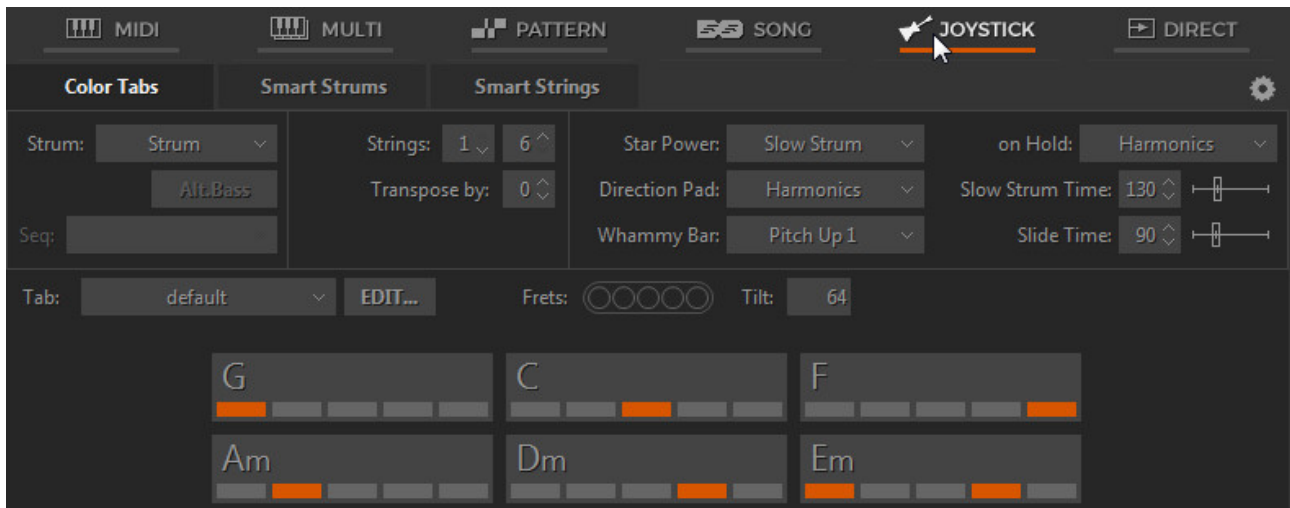 MIDI MULTI PATTERN SONG JOYSTICK DIRECT
Color Tabs Smart Strums Smart Strings
Strum: Strum Strings: 1 6 Star Power: Slow Strum on Hold: Harmonics
Alt.Bass Transpose by: 0 Direction Pad: Harmonics Slow Strum Time: 130
Seq: Whammy Bar: Pitch Up 1 Slide Time: 90
Tab: default EDIT... Frets: Tilt: 64
G C F
Am Dm Em